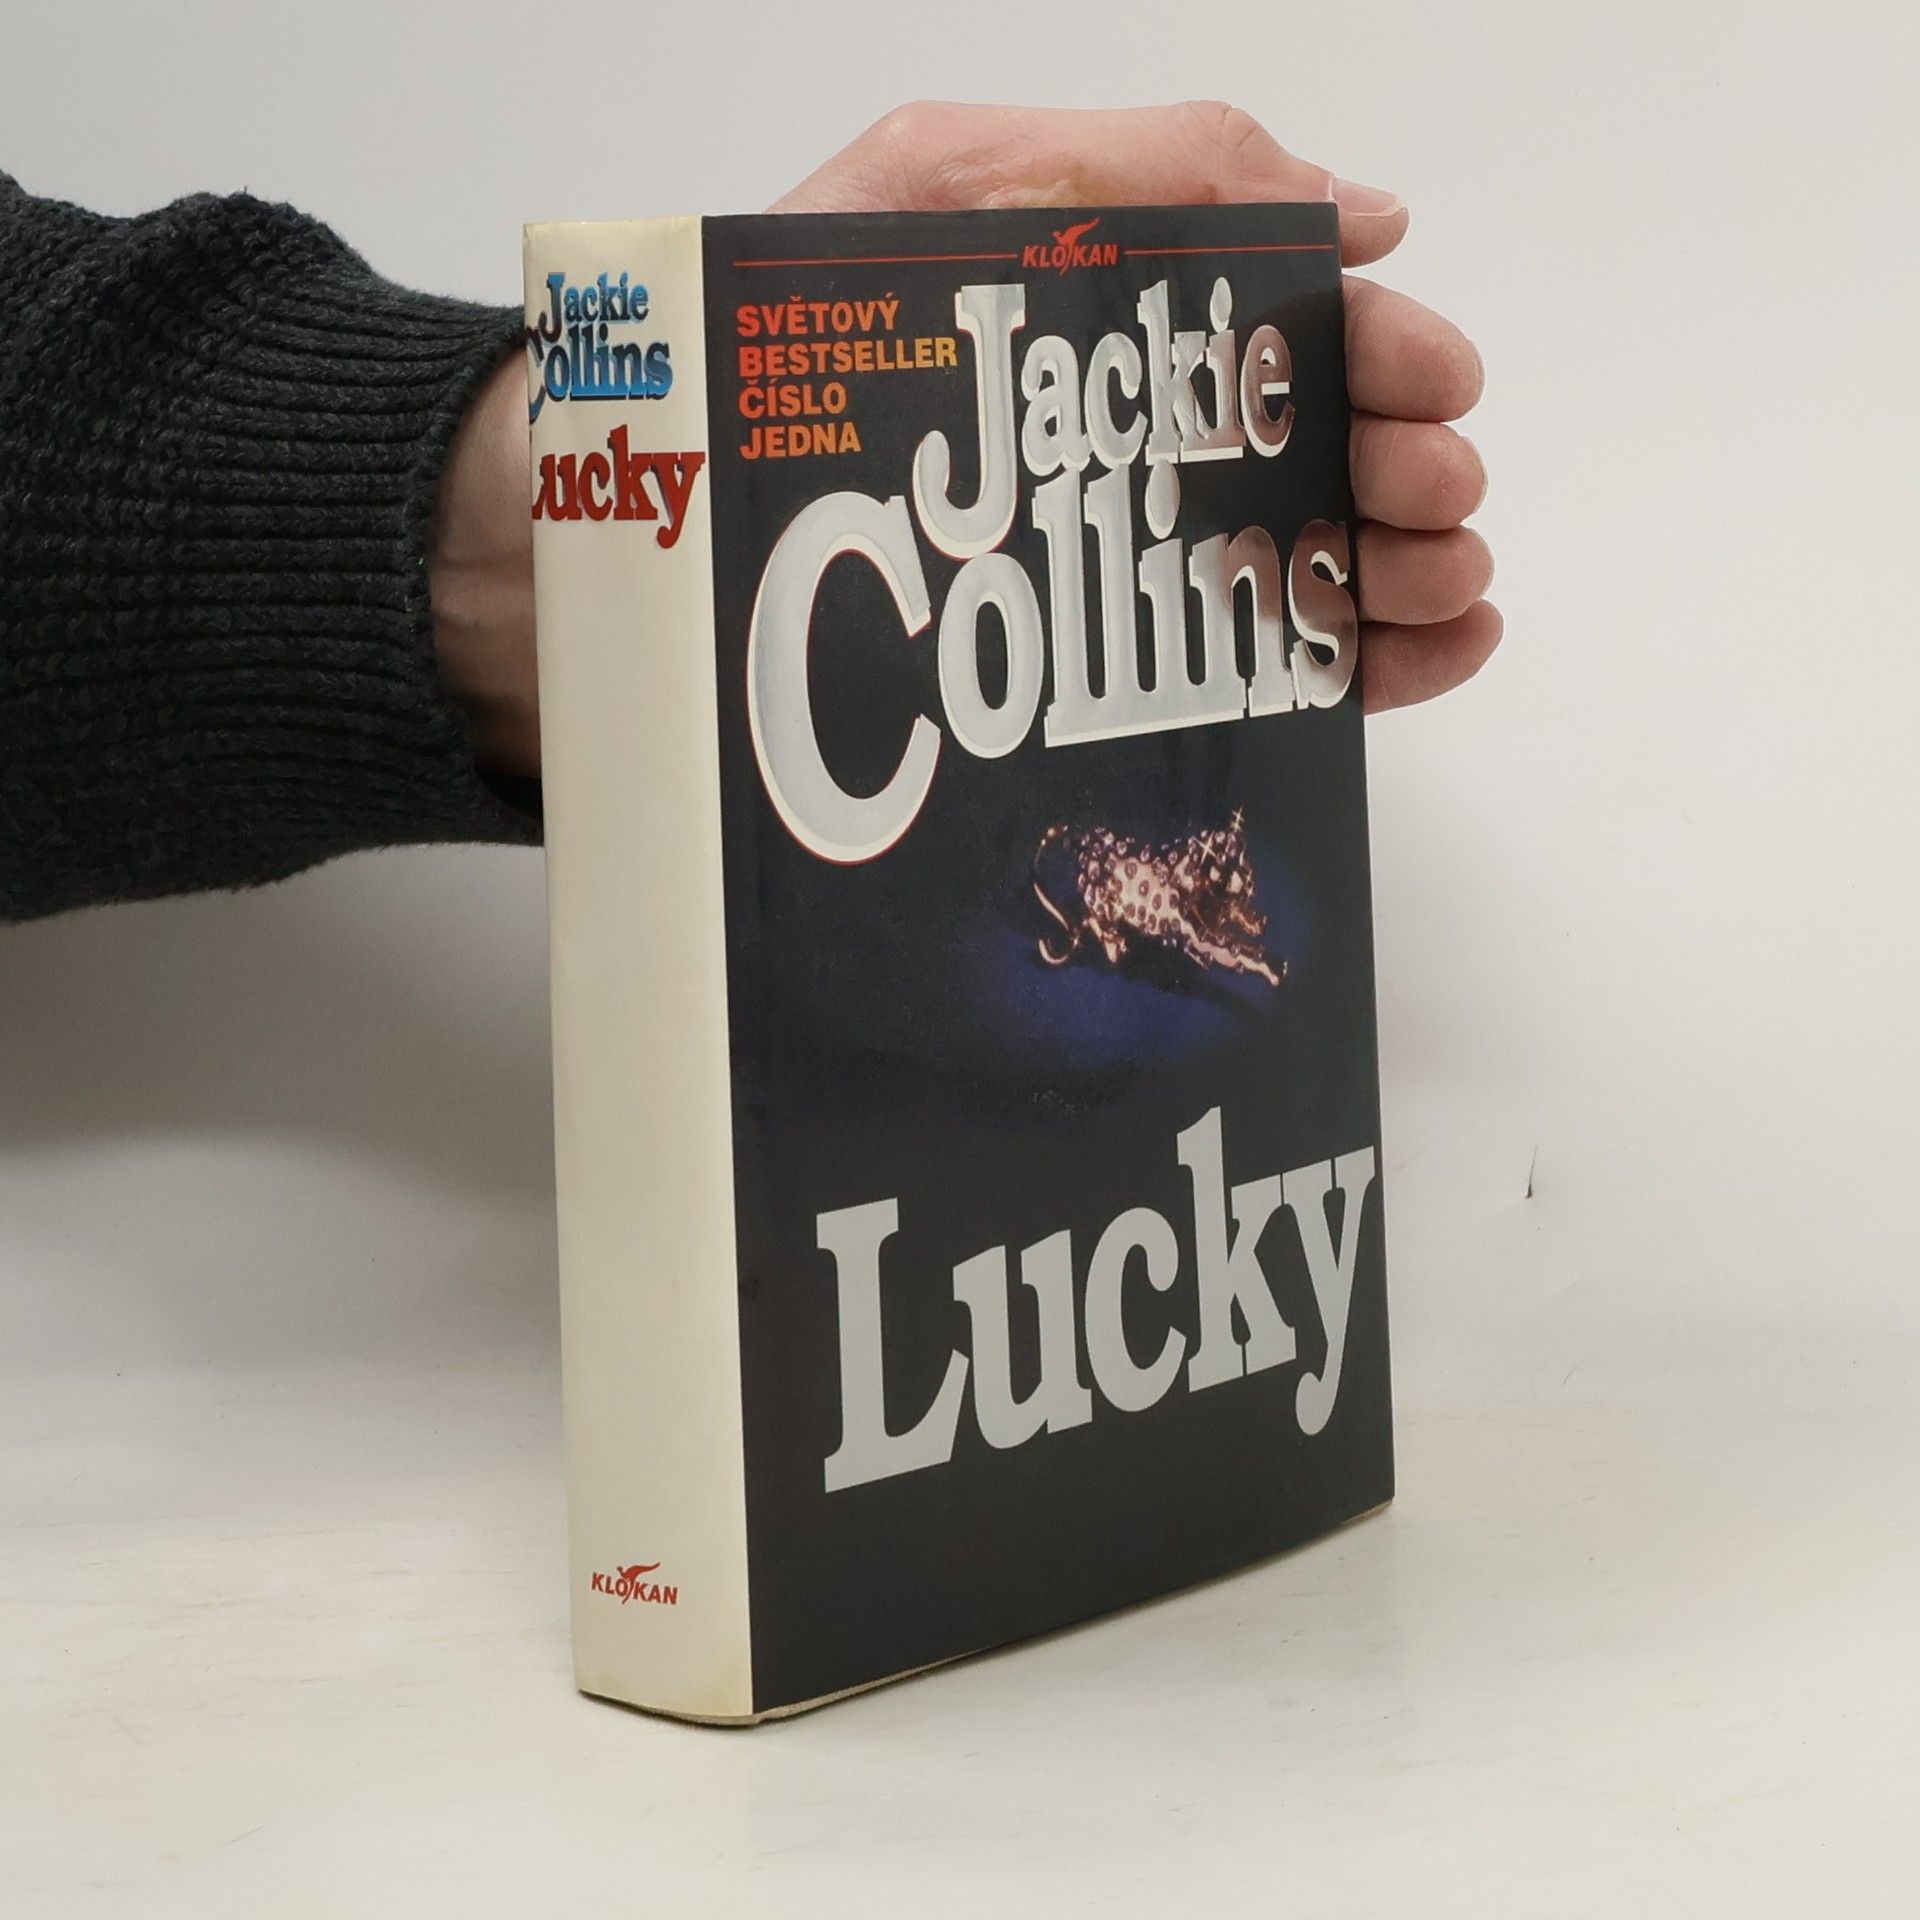 Jackie
Collins
Lucky
KLOKAN
KLOKAN
SVĚTOVÝ
BESTSELLER
ČÍSLO
JEDNA
Jackie
Collins
Lucky